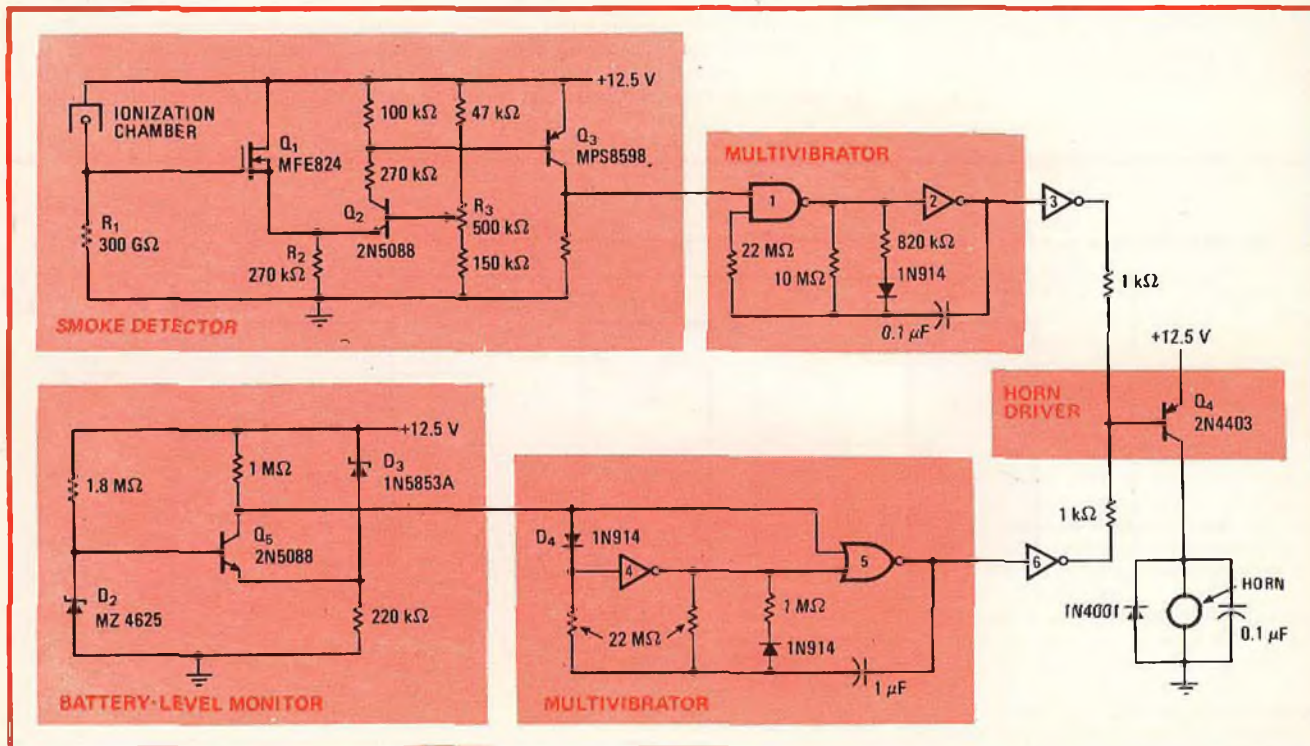 +12.5 V
IONIZATION
CHAMBER
Q1
MFE824
100 kΩ
47 kΩ
Q3
MPS8598
270 kΩ
R1
300 GΩ
Q2
2N5088
R2
270 kΩ
R3
500 kΩ
150 kΩ
SMOKE DETECTOR
MULTIVIBRATOR
1
2
3
22 MΩ
10 MΩ
820 kΩ
1N914
0.1 µF
1 kΩ
+12.5 V
HORN
DRIVER
Q4
2N4403
+12.5 V
1.8 MΩ
1 MΩ
D3
1N5853A
Q5
2N5088
D2
MZ 4625
220 kΩ
BATTERY-LEVEL MONITOR
D4
1N914
4
5
6
1 kΩ
22 MΩ
1 MΩ
1N914
1 µF
MULTIVIBRATOR
1N4001
HORN
0.1 µF